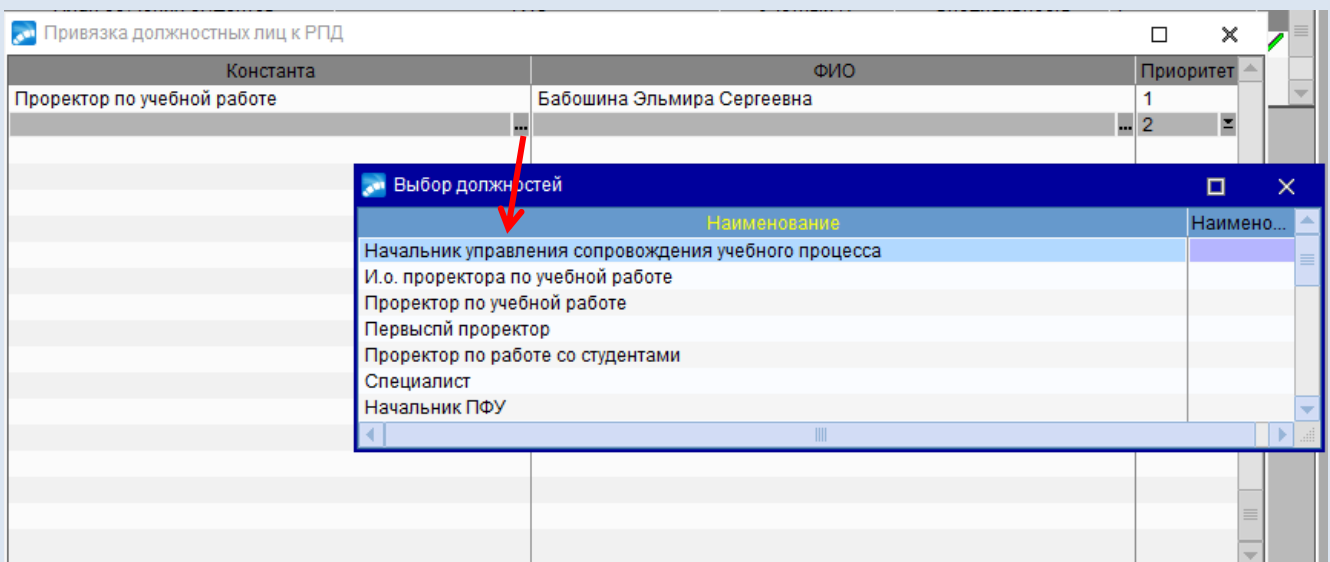 Привязка должностных лиц к РПД
Константа ФИО Приоритет
Проректор по учебной работе Бабошина Эльмира Сергеевна 1
... ... 2
Выбор должностей
Наименование Наимено...
Начальник управления сопровождения учебного процесса
И.о. проректора по учебной работе
Проректор по учебной работе
Первыспй проректор
Проректор по работе со студентами
Специалист
Начальник ПФУ